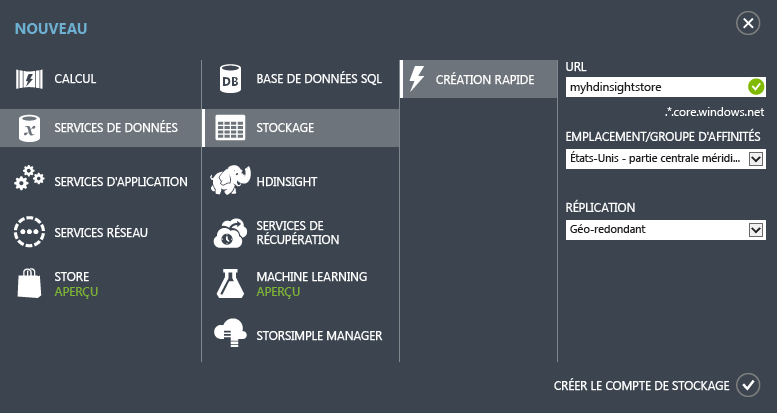 NOUVEAU
CALCUL
SERVICES DE DONNÉES
SERVICES D'APPLICATION
SERVICES RÉSEAU
STORE
APERÇU
DB
BASE DE DONNÉES SQL
STOCKAGE
HDINSIGHT
SERVICES DE
RÉCUPÉRATION
MACHINE LEARNING
APERÇU
STORSIMPLE MANAGER
CRÉATION RAPIDE
URL
myhdinsightstore
.*.core.windows.net
EMPLACEMENT/GROUPE D'AFFINITÉS
États-Unis - partie centrale méridi...
RÉPLICATION
Géo-redondant
CRÉER LE COMPTE DE STOCKAGE